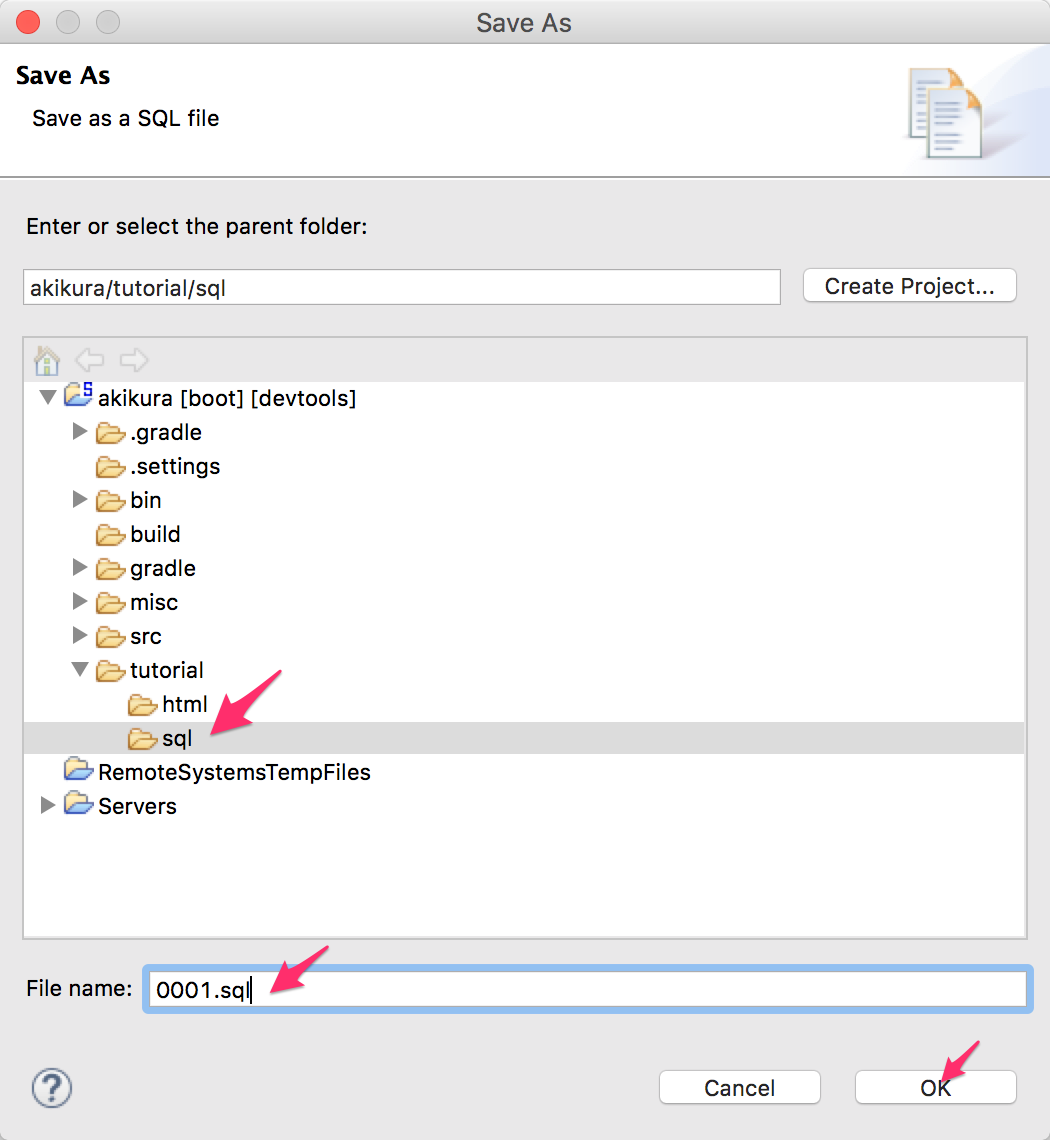 Save As
Save As
Save as a SQL file
Enter or select the parent folder:
akikura/tutorial/sql
Create Project...
akikura [boot] [devtools]
.gradle
.settings
bin
build
gradle
misc
src
tutorial
html
sql
RemoteSystemsTempFiles
Servers
File name: 0001.sql
? Cancel OK